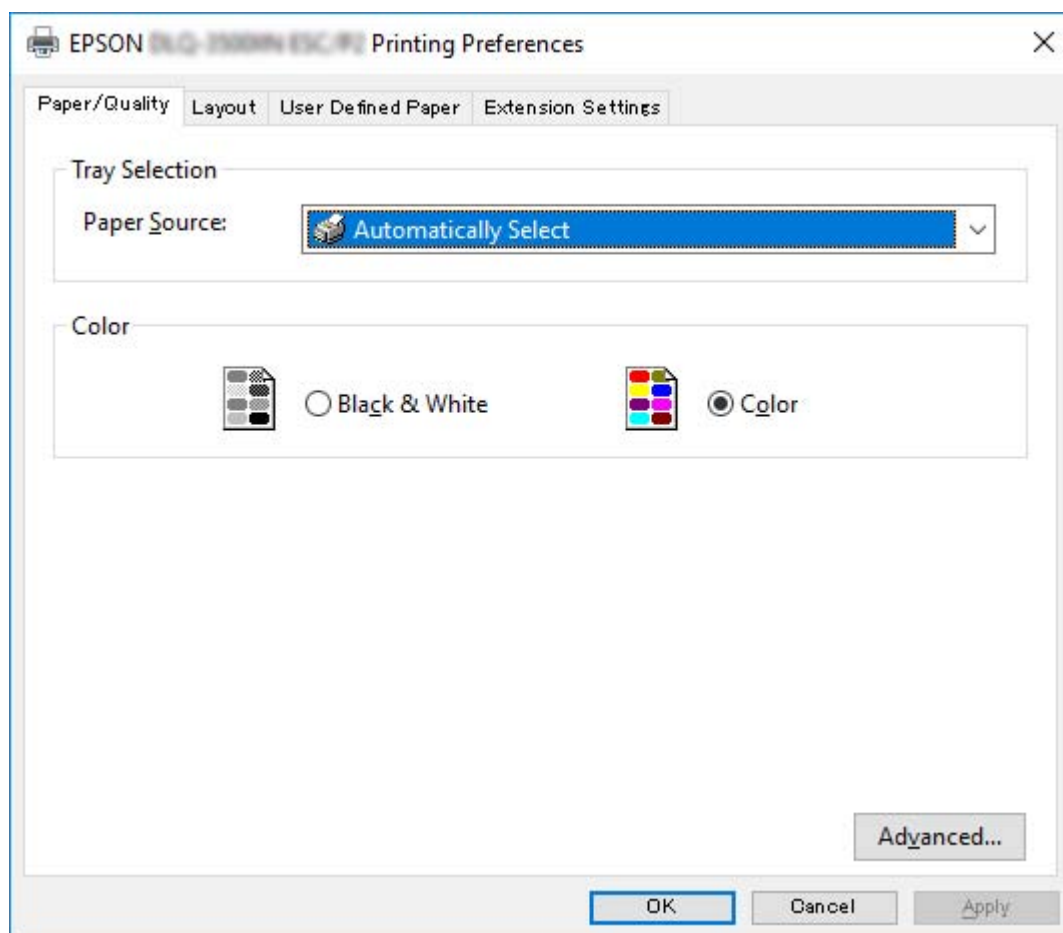 EPSON Printing Preferences
Paper/Quality Layout User Defined Paper Extension Settings
Tray Selection
Paper Source: Automatically Select
Color
Black & White Color
Advanced...
OK Cancel Apply